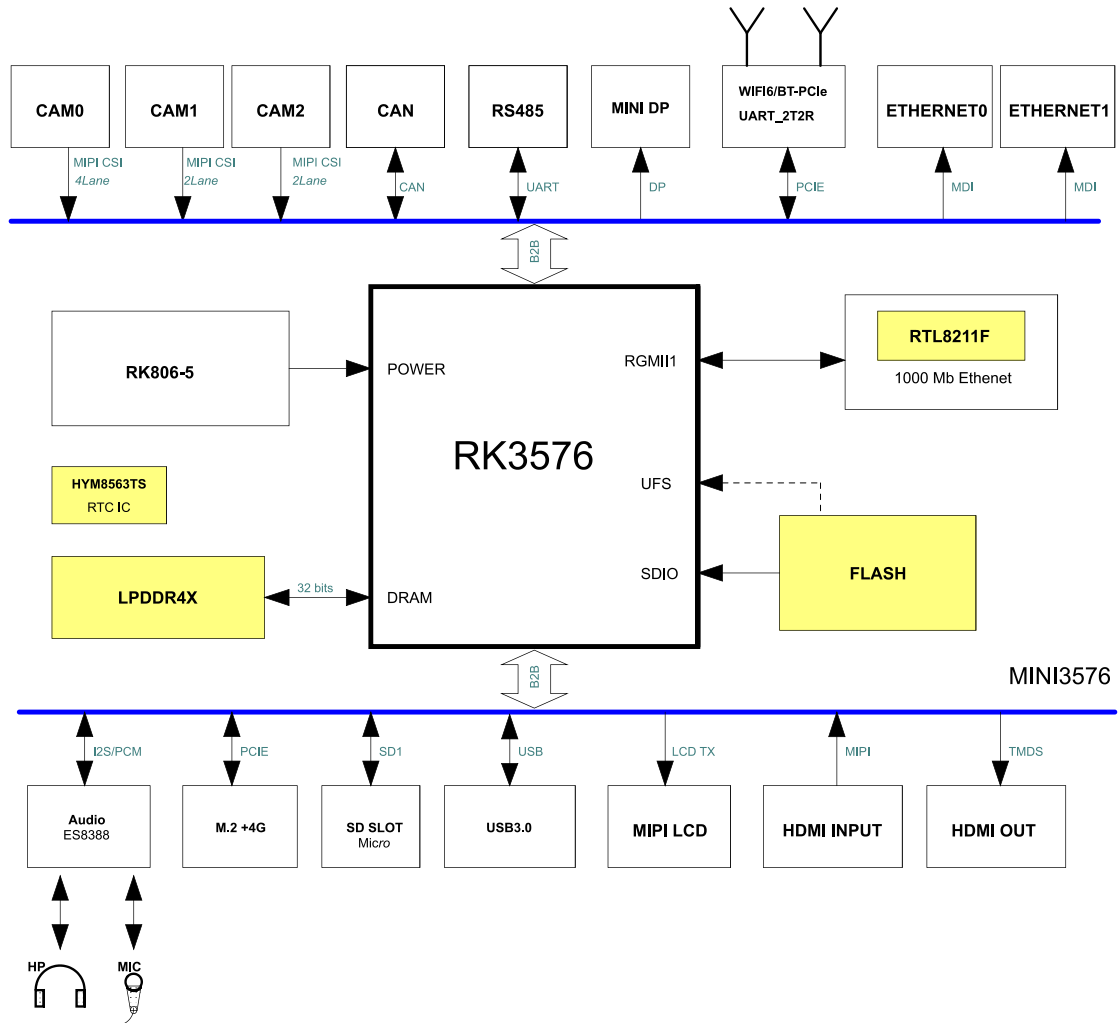 CAM0
CAM1
CAM2
CAN
RS485
MINI DP
WIFI6/BT-PCIe
UART_2T2R
ETHERNET0
ETHERNET1
MIPI CSI
4Lane
MIPI CSI
2Lane
MIPI CSI
2Lane
CAN
UART
DP
PCIE
MDI
MDI
B2B
RK806-5
POWER
RGMII1
RTL8211F
1000 Mb Ethenet
RK3576
HYM8563TS
RTC IC
UFS
FLASH
SDIO
LPDDR4X
32 bits
DRAM
B2B
MINI3576
I2S/PCM
PCIE
SD1
USB
LCD TX
MIPI
TMDS
Audio
ES8388
M.2 +4G
SD SLOT
Micro
USB3.0
MIPI LCD
HDMI INPUT
HDMI OUT
HP
MIC